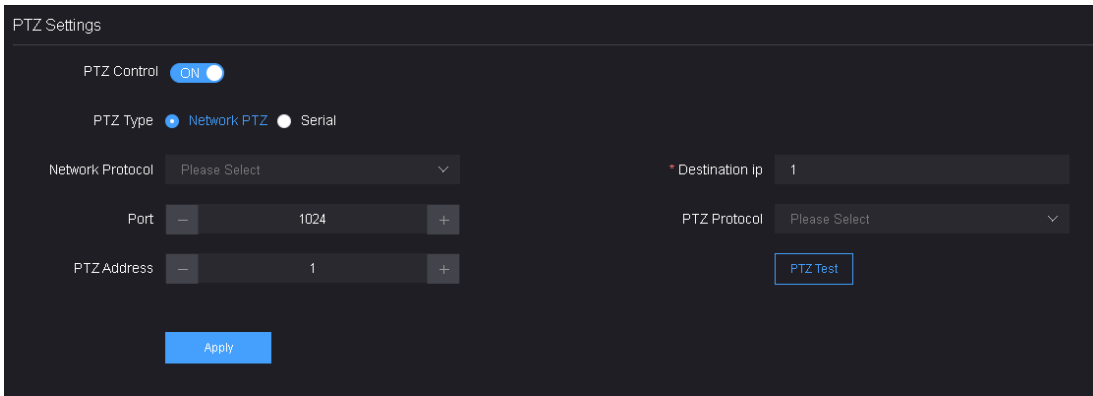 PTZ Settings
PTZ Control ON
PTZ Type Network PTZ Serial
Network Protocol Please Select * Destination ip 1
Port − 1024 + PTZ Protocol Please Select
PTZ Address − 1 + PTZ Test
Apply